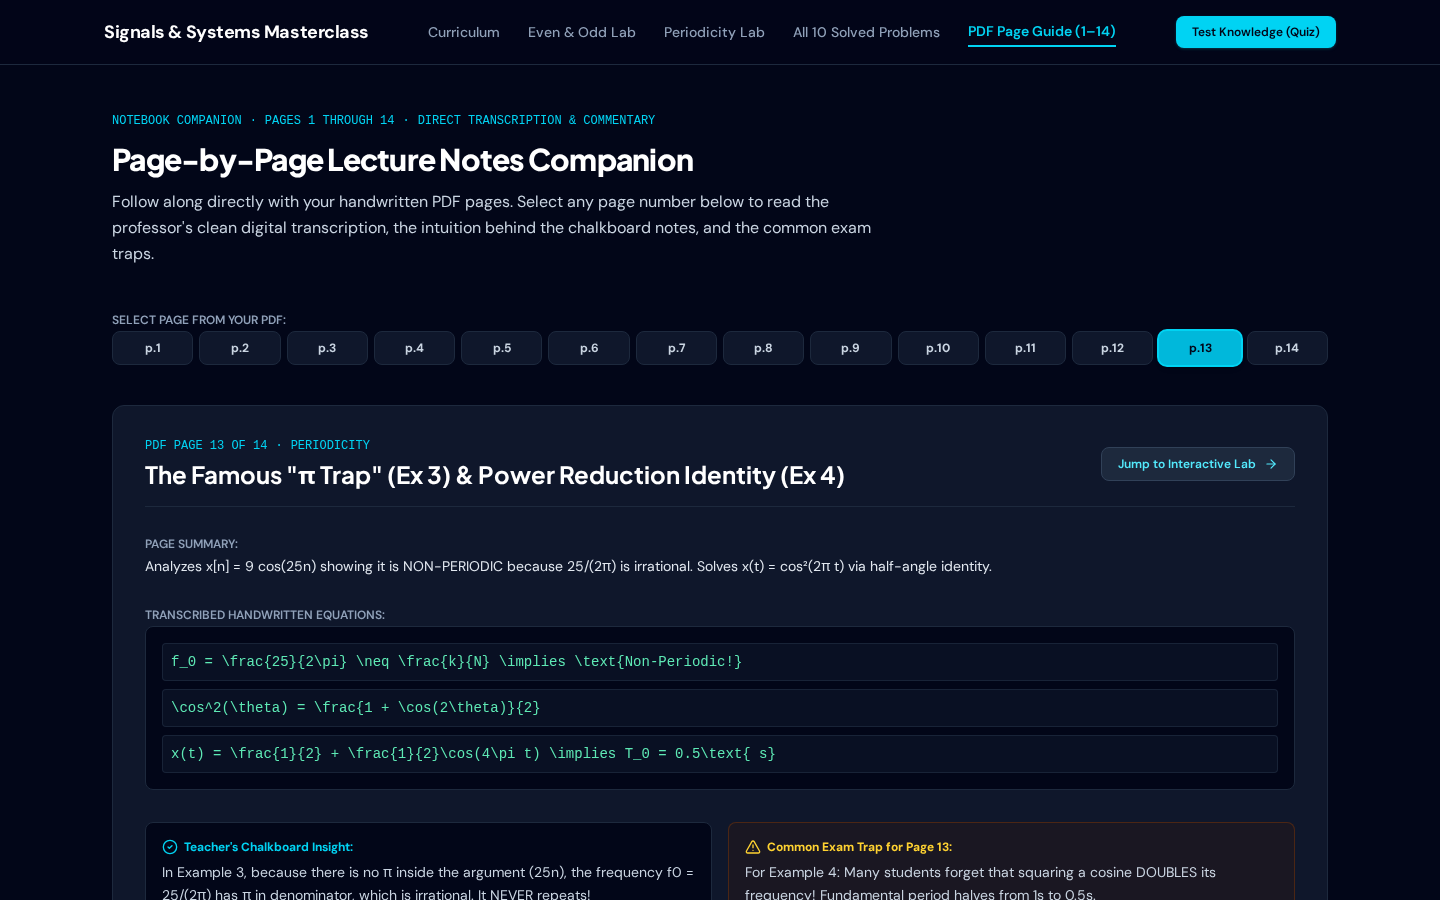 Signals & Systems Masterclass
Curriculum
Even & Odd Lab
Periodicity Lab
All 10 Solved Problems
PDF Page Guide (1–14)
Test Knowledge (Quiz)
NOTEBOOK COMPANION · PAGES 1 THROUGH 14 · DIRECT TRANSCRIPTION & COMMENTARY
Page-by-Page Lecture Notes Companion
Follow along directly with your handwritten PDF pages. Select any page number below to read the
professor's clean digital transcription, the intuition behind the chalkboard notes, and the common exam
traps.
SELECT PAGE FROM YOUR PDF:
p.1
p.2
p.3
p.4
p.5
p.6
p.7
p.8
p.9
p.10
p.11
p.12
p.13
p.14
PDF PAGE 13 OF 14 · PERIODICITY
The Famous "π Trap" (Ex 3) & Power Reduction Identity (Ex 4)
Jump to Interactive Lab
PAGE SUMMARY:
Analyzes x[n] = 9 cos(25n) showing it is NON-PERIODIC because 25/(2π) is irrational. Solves x(t) = cos²(2π t) via half-angle identity.
TRANSCRIBED HANDWRITTEN EQUATIONS:
f_0 = \frac{25}{2\pi} \neq \frac{k}{N} \implies \text{Non-Periodic!}
\cos^2(\theta) = \frac{1 + \cos(2\theta)}{2}
x(t) = \frac{1}{2} + \frac{1}{2}\cos(4\pi t) \implies T_0 = 0.5\text{ s}
Teacher's Chalkboard Insight:
In Example 3, because there is no π inside the argument (25n), the frequency f0 =
25/(2π) has π in denominator, which is irrational. It NEVER repeats!
Common Exam Trap for Page 13:
For Example 4: Many students forget that squaring a cosine DOUBLES its
frequency! Fundamental period halves from 1s to 0.5s.